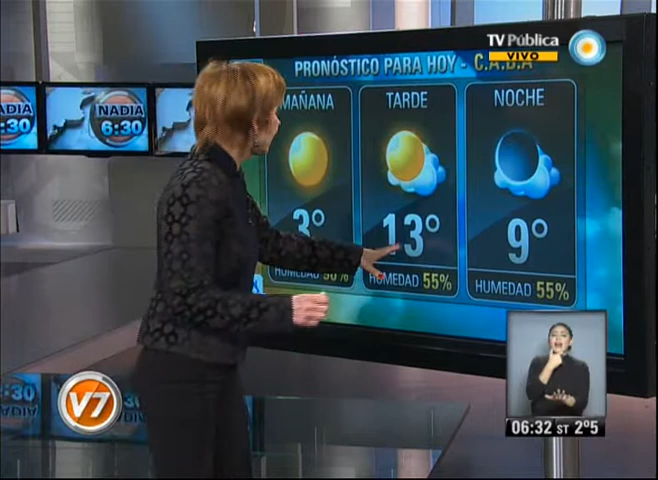 TV Pública
VIVO
PRONÓSTICO PARA HOY - C.A.B.A
MAÑANA
TARDE
NOCHE
3°
13°
9°
HUMEDAD
HUMEDAD 55%
HUMEDAD 55%
NADIA
6:30
V7
06:32 ST 2°5